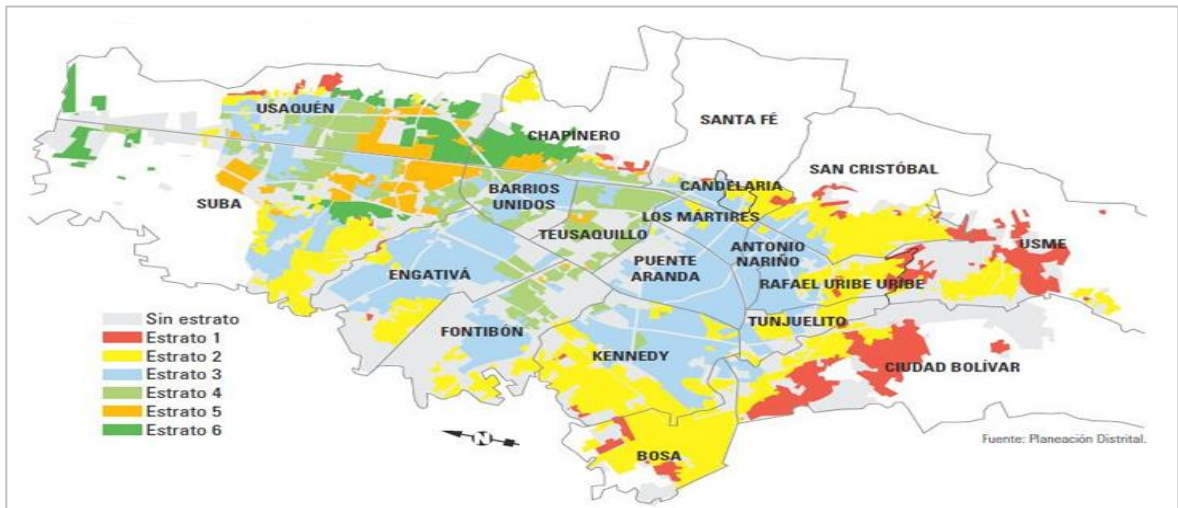 USAQUÉN
CHAPINERO
SANTA FÉ
SAN CRISTÓBAL
SUBA
BARRIOS
UNIDOS
CANDELARIA
LOS MÁRTIRES
TEUSAQUILLO
USME
ANTONIO
NARIÑO
ENGATIVÁ
PUENTE
ARANDA
RAFAEL URIBE URÍBE
FONTIBÓN
TUNJUELITO
KENNEDY
CIUDAD BOLÍVAR
BOSA
Sin estrato
Estrato 1
Estrato 2
Estrato 3
Estrato 4
Estrato 5
Estrato 6
N
Fuente: Planeación Distrital.